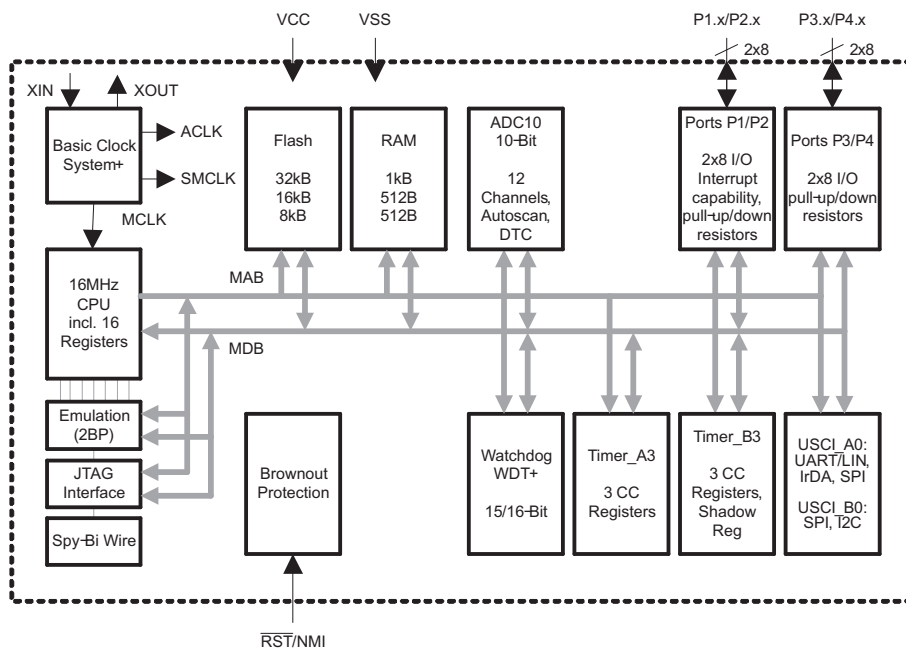 VCC
VSS
P1.x/P2.x
2x8
P3.x/P4.x
2x8
XIN
XOUT
Basic Clock
System+
ACLK
SMCLK
MCLK
Flash
32kB
16kB
8kB
RAM
1kB
512B
512B
ADC10
10-Bit
12
Channels,
Autoscan,
DTC
Ports P1/P2
2x8 I/O
Interrupt
capability,
pull-up/down
resistors
Ports P3/P4
2x8 I/O
pull-up/down
resistors
16MHz
CPU
incl. 16
Registers
MAB
MDB
Emulation
(2BP)
JTAG
Interface
Spy-Bi Wire
Brownout
Protection
Watchdog
WDT+
15/16-Bit
Timer_A3
3 CC
Registers
Timer_B3
3 CC
Registers,
Shadow
Reg
USCI_A0:
UART/LIN,
IrDA, SPI
USCI_B0:
SPI, I2C
RST/NMI